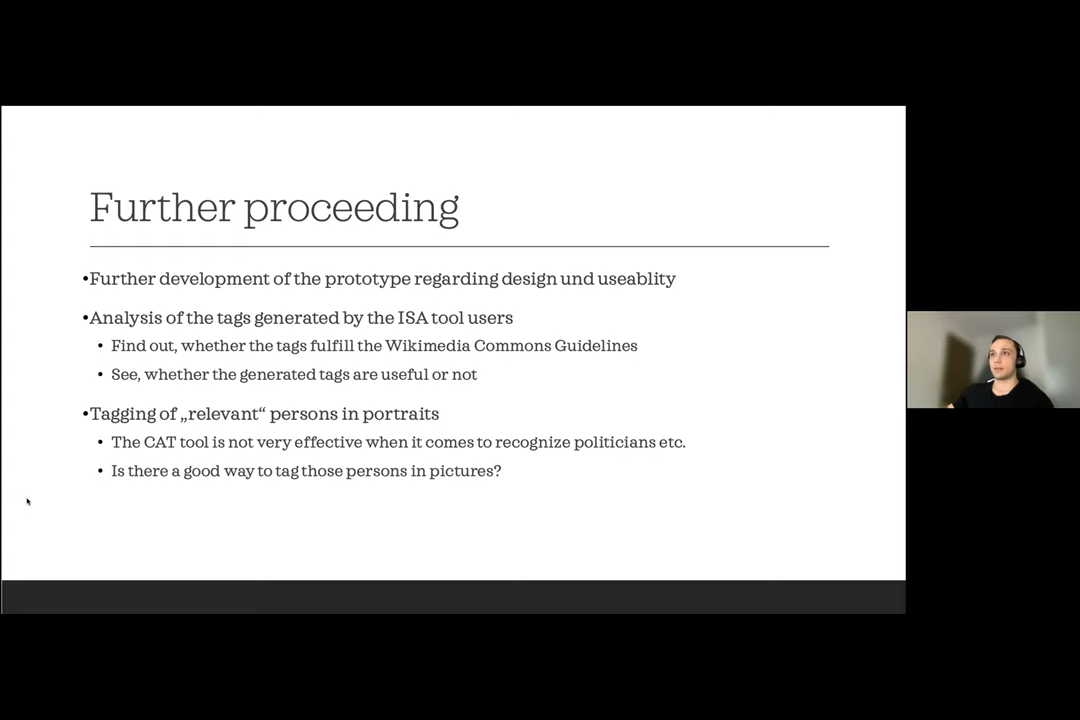 Further proceeding
•Further development of the prototype regarding design und useablity
•Analysis of the tags generated by the ISA tool users
• Find out, whether the tags fulfill the Wikimedia Commons Guidelines
• See, whether the generated tags are useful or not
•Tagging of „relevant“ persons in portraits
• The CAT tool is not very effective when it comes to recognize politicians etc.
• Is there a good way to tag those persons in pictures?